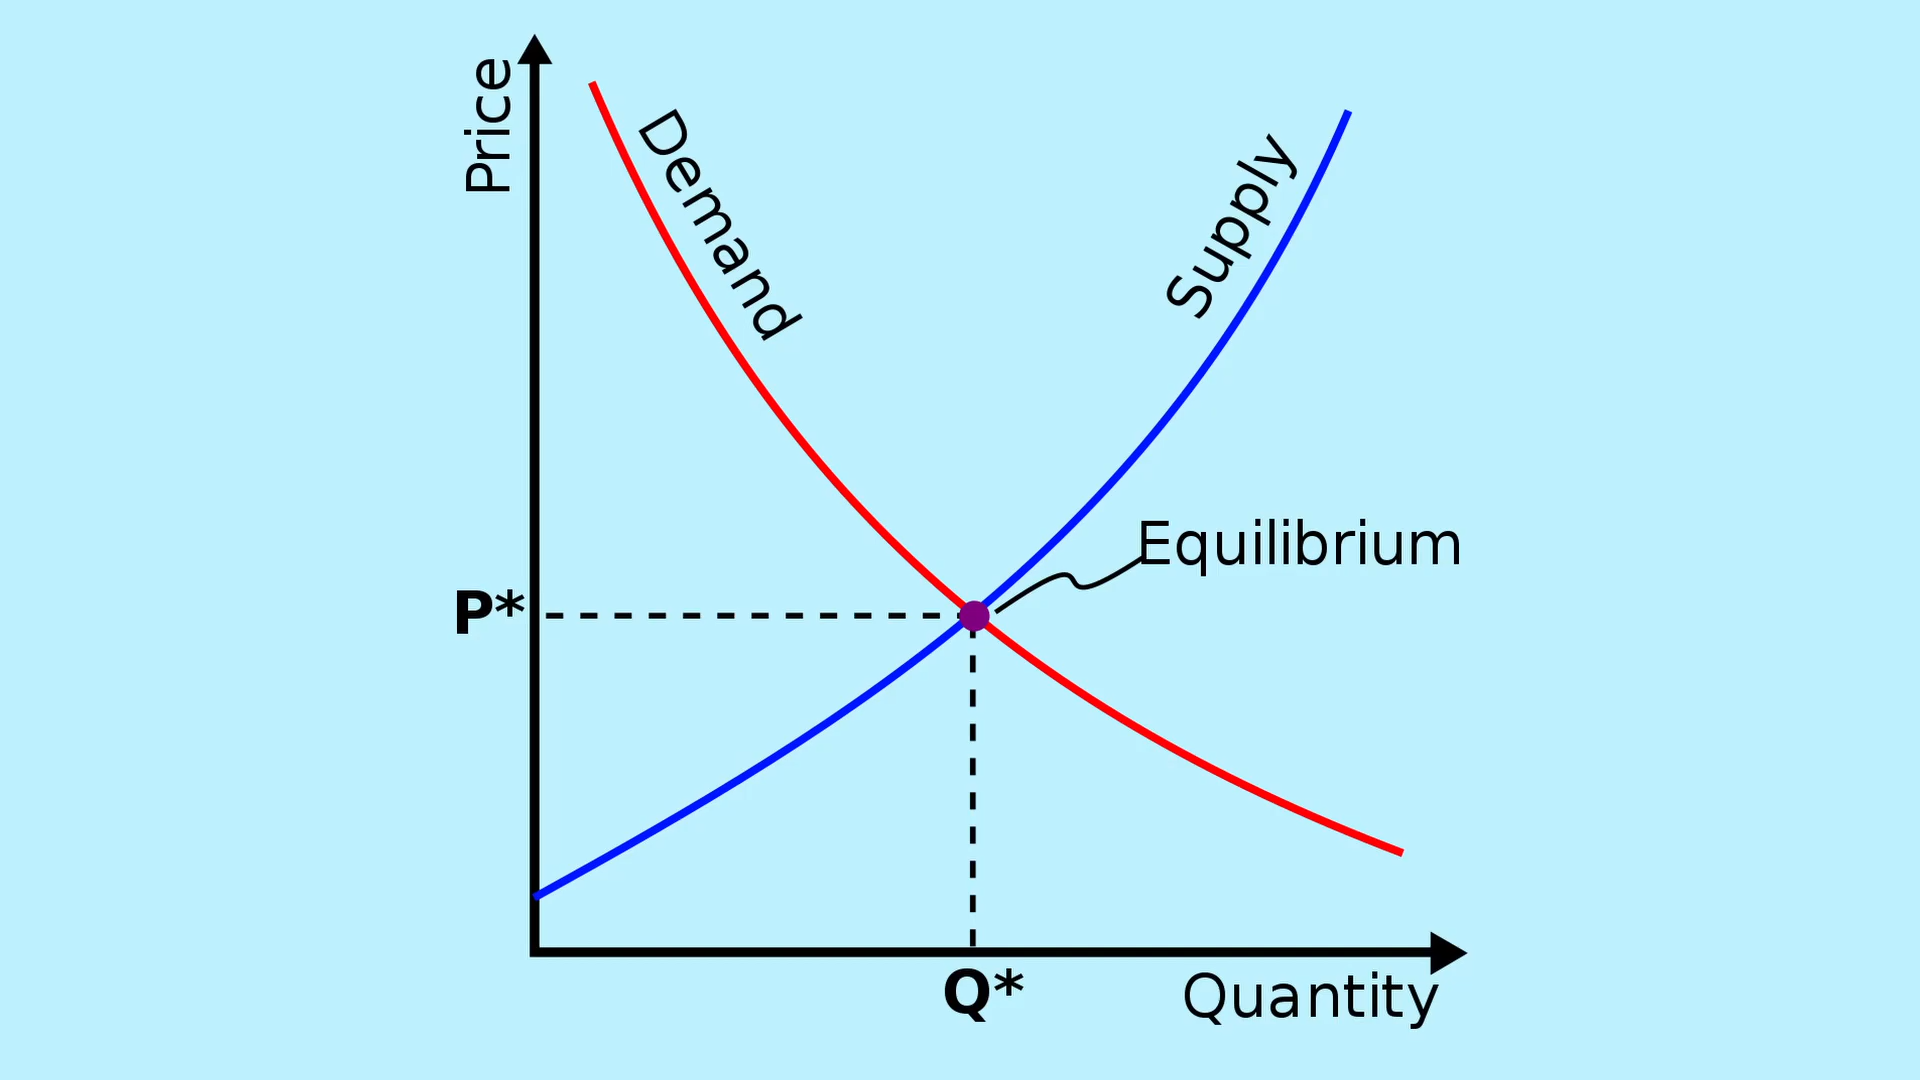 Price
Demand
Supply
Equilibrium
P*
Q*
Quantity